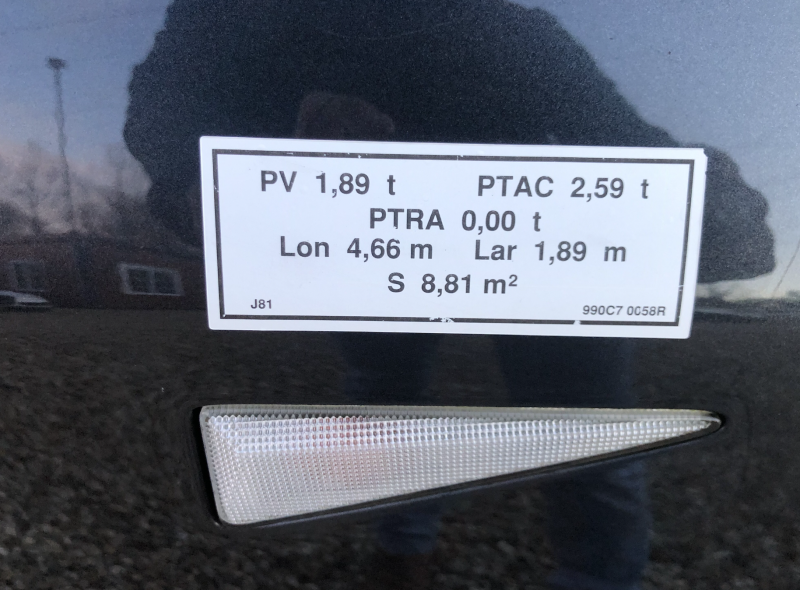 PV 1,89 t PTAC 2,59 t
PTRA 0,00 t
Lon 4,66 m Lar 1,89 m
S 8,81 m²
J81 990C7 0058R